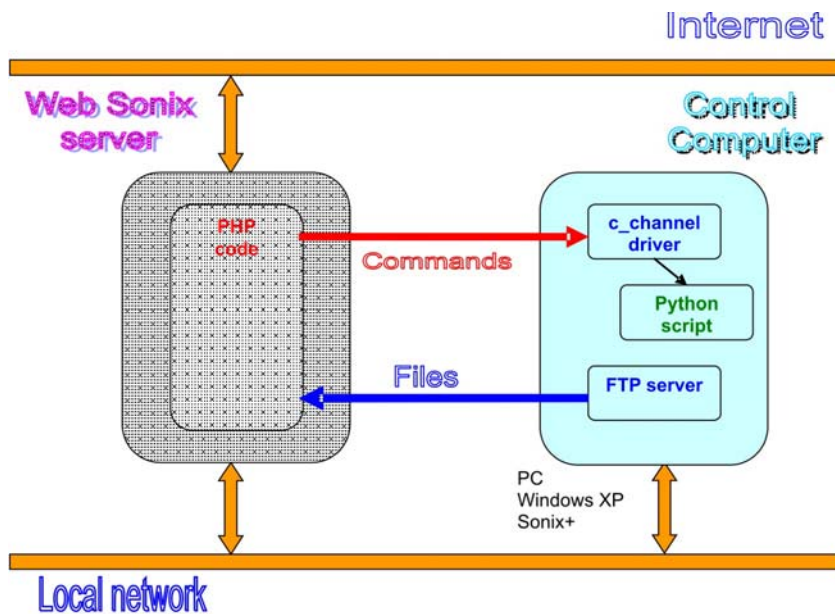 Internet
Web Sonix
server
Control
Computer
PHP
code
Commands
c_channel
driver
Python
script
Files
FTP server
PC
Windows XP
Sonix+
Local network